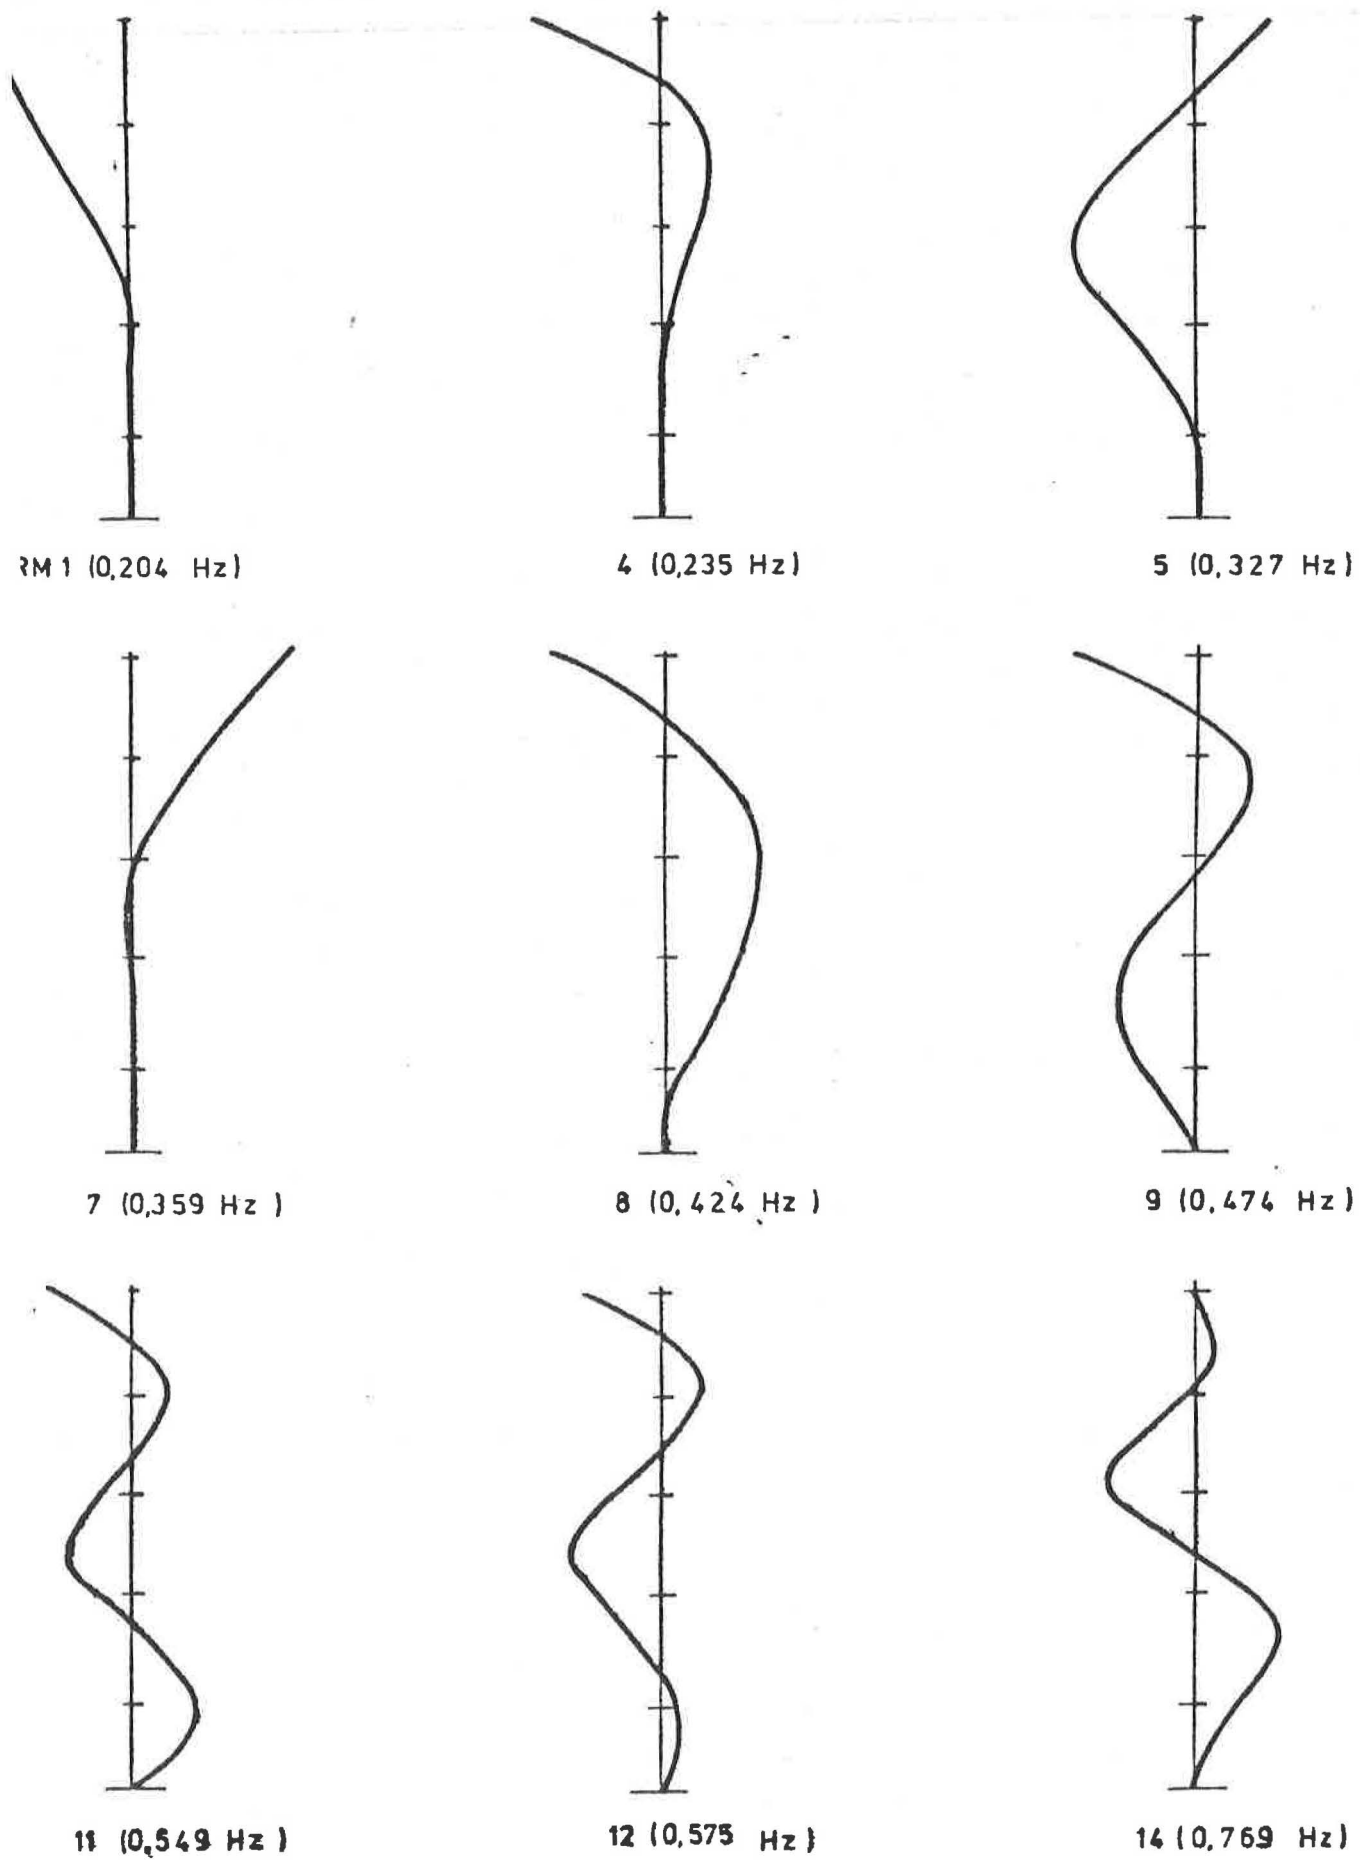 RM 1 (0,204 Hz)
4 (0,235 Hz)
5 (0,327 Hz)
7 (0,359 Hz )
8 (0,424 Hz )
9 (0,474 Hz)
11 (0,549 Hz )
12 (0,575 Hz)
14 (0,769 Hz)